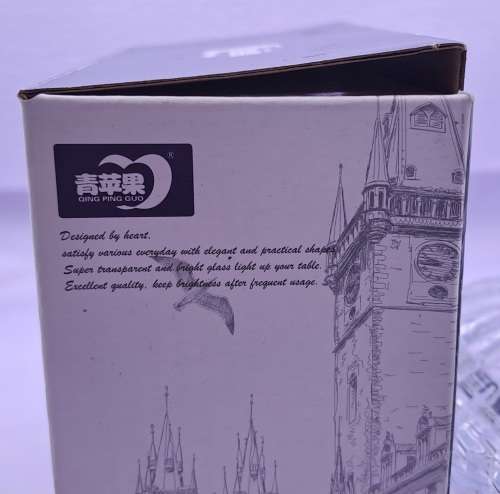 青苹果®
QING PING GUO
Designed by heart,
satisfy various everyday with elegant and practical shapes.
Super transparent and bright glass light up your table.
Excellent quality, keep brightness after frequent usage.